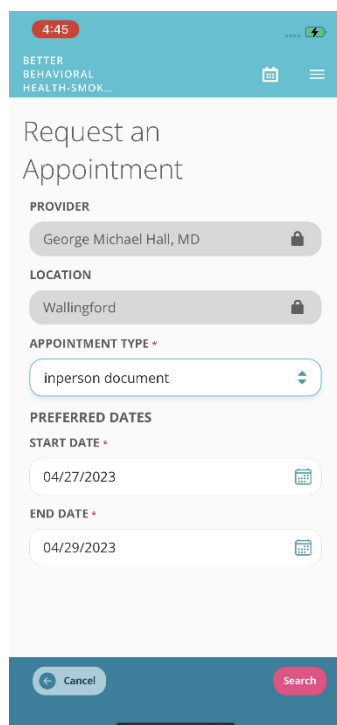 4:45
BETTER
BEHAVIORAL
HEALTH-SMOK...
Request an
Appointment
PROVIDER
George Michael Hall, MD
LOCATION
Wallingford
APPOINTMENT TYPE *
inperson document
PREFERRED DATES
START DATE *
04/27/2023
END DATE *
04/29/2023
Cancel
Search